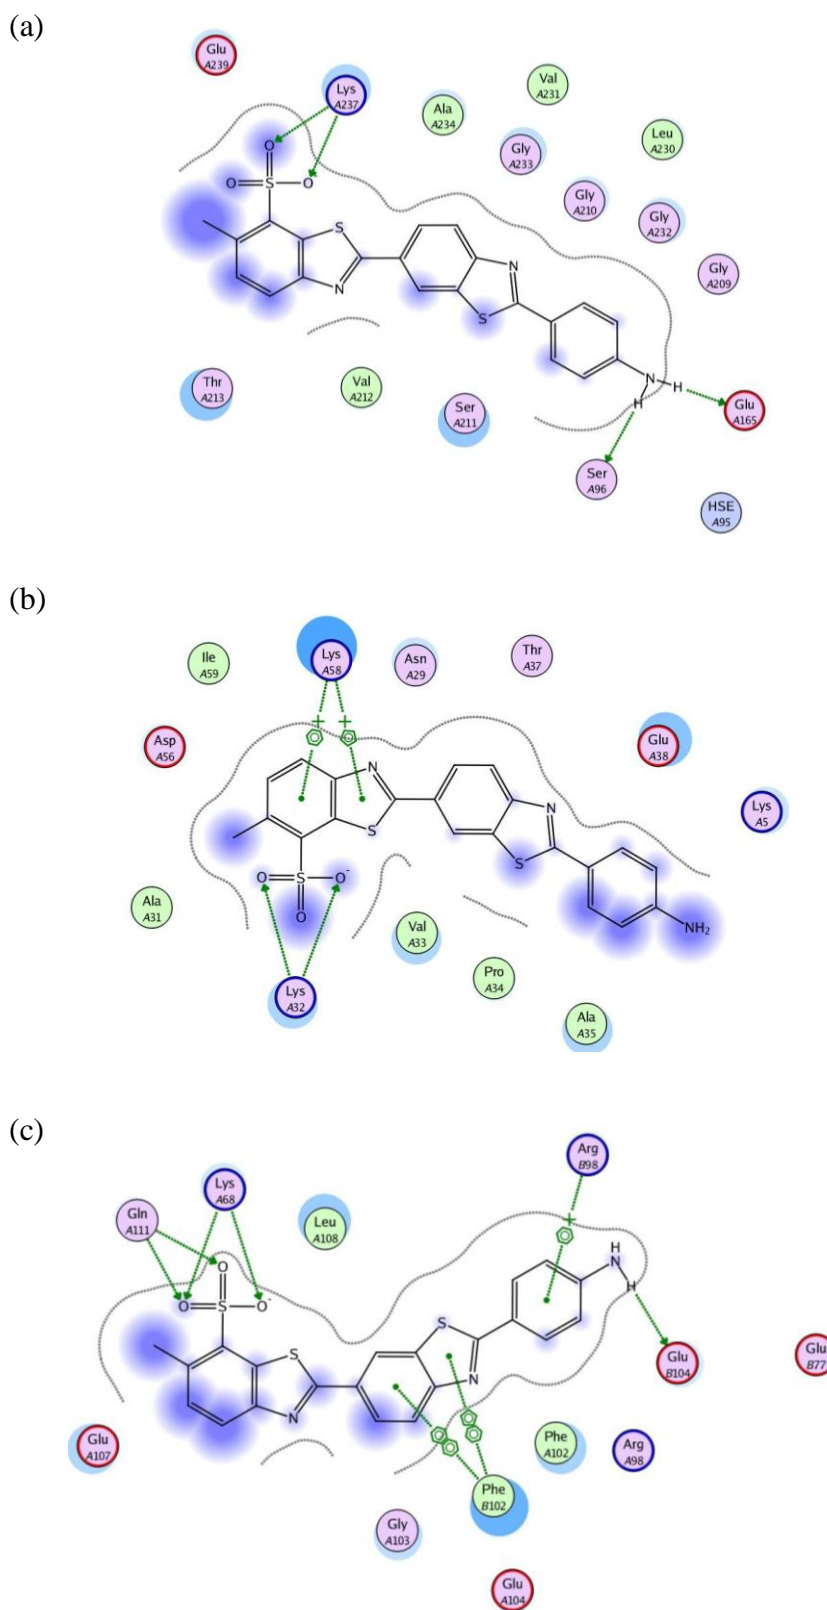 (a)
Glu
A239
Lys
A237
Ala
A234
Val
A231
Gly
A233
Leu
A230
Gly
A210
Gly
A232
Gly
A209
O
O
S
O⁻
S
N
N
S
N
H
H
Thr
A213
Val
A212
Ser
A211
Glu
A165
Ser
A96
HSE
A95
(b)
Ile
A59
Lys
A58
Asn
A29
Thr
A37
Asp
A56
Glu
A38
Lys
A5
N
S
N
S
O
S
O⁻
O
NH₂
Ala
A31
Val
A33
Pro
A34
Lys
A32
Ala
A35
(c)
Arg
B98
Lys
A68
Gln
A111
Leu
A108
O
O
S
O⁻
H
N
H
S
N
S
N
Glu
B104
Glu
B77
Glu
A107
Phe
A102
Arg
A98
Phe
B102
Gly
A103
Glu
A104